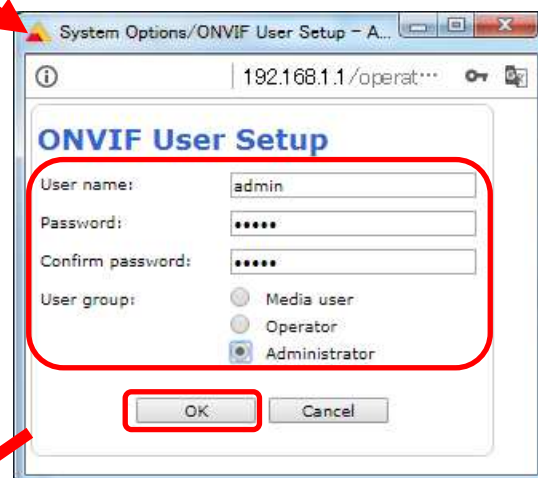 System Options/ONVIF User Setup - A...
192.168.1.1/operat···
ONVIF User Setup
User name: admin
Password: •••••
Confirm password: •••••
User group: Media user
Operator
Administrator
OK Cancel